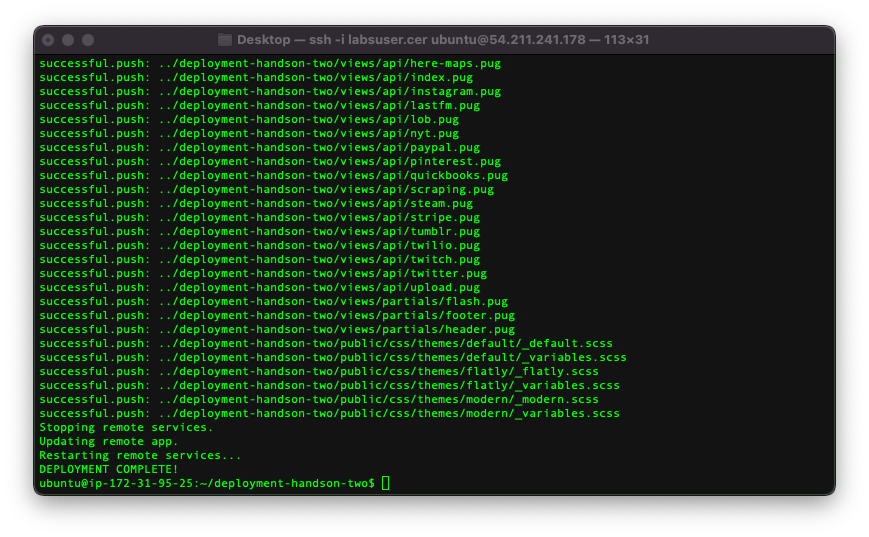 Desktop — ssh -i labsuser.cer ubuntu@54.211.241.178 — 113×31
successful.push: ../deployment-handson-two/views/api/here-maps.pug
successful.push: ../deployment-handson-two/views/api/index.pug
successful.push: ../deployment-handson-two/views/api/instagram.pug
successful.push: ../deployment-handson-two/views/api/lastfm.pug
successful.push: ../deployment-handson-two/views/api/lob.pug
successful.push: ../deployment-handson-two/views/api/nyt.pug
successful.push: ../deployment-handson-two/views/api/paypal.pug
successful.push: ../deployment-handson-two/views/api/pinterest.pug
successful.push: ../deployment-handson-two/views/api/quickbooks.pug
successful.push: ../deployment-handson-two/views/api/scraping.pug
successful.push: ../deployment-handson-two/views/api/steam.pug
successful.push: ../deployment-handson-two/views/api/stripe.pug
successful.push: ../deployment-handson-two/views/api/tumblr.pug
successful.push: ../deployment-handson-two/views/api/twilio.pug
successful.push: ../deployment-handson-two/views/api/twitch.pug
successful.push: ../deployment-handson-two/views/api/twitter.pug
successful.push: ../deployment-handson-two/views/api/upload.pug
successful.push: ../deployment-handson-two/views/partials/flash.pug
successful.push: ../deployment-handson-two/views/partials/footer.pug
successful.push: ../deployment-handson-two/views/partials/header.pug
successful.push: ../deployment-handson-two/public/css/themes/default/_default.scss
successful.push: ../deployment-handson-two/public/css/themes/default/_variables.scss
successful.push: ../deployment-handson-two/public/css/themes/flatly/_flatly.scss
successful.push: ../deployment-handson-two/public/css/themes/flatly/_variables.scss
successful.push: ../deployment-handson-two/public/css/themes/modern/_modern.scss
successful.push: ../deployment-handson-two/public/css/themes/modern/_variables.scss
Stopping remote services.
Updating remote app.
Restarting remote services...
DEPLOYMENT COMPLETE!
ubuntu@ip-172-31-95-25:~/deployment-handson-two$